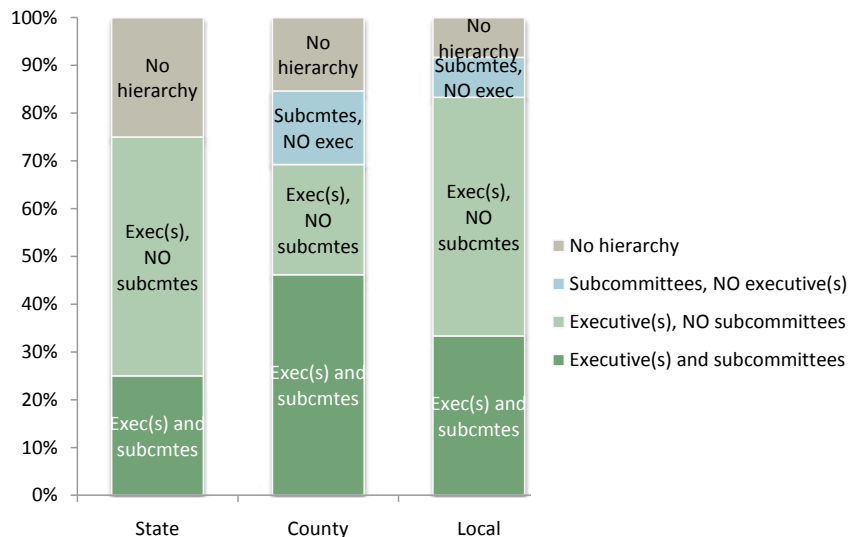 100%
90%
80%
70%
60%
50%
40%
30%
20%
10%
0%
No
hierarchy
Exec(s),
NO
subcmtes
Exec(s) and
subcmtes
No
hierarchy
Subcmtes,
NO exec
Exec(s),
NO
subcmtes
Exec(s) and
subcmtes
No
hierarchy
Subcmtes,
NO exec
Exec(s),
NO
subcmtes
Exec(s) and
subcmtes
State
County
Local
No hierarchy
Subcommittees, NO executive(s)
Executive(s), NO subcommittees
Executive(s) and subcommittees